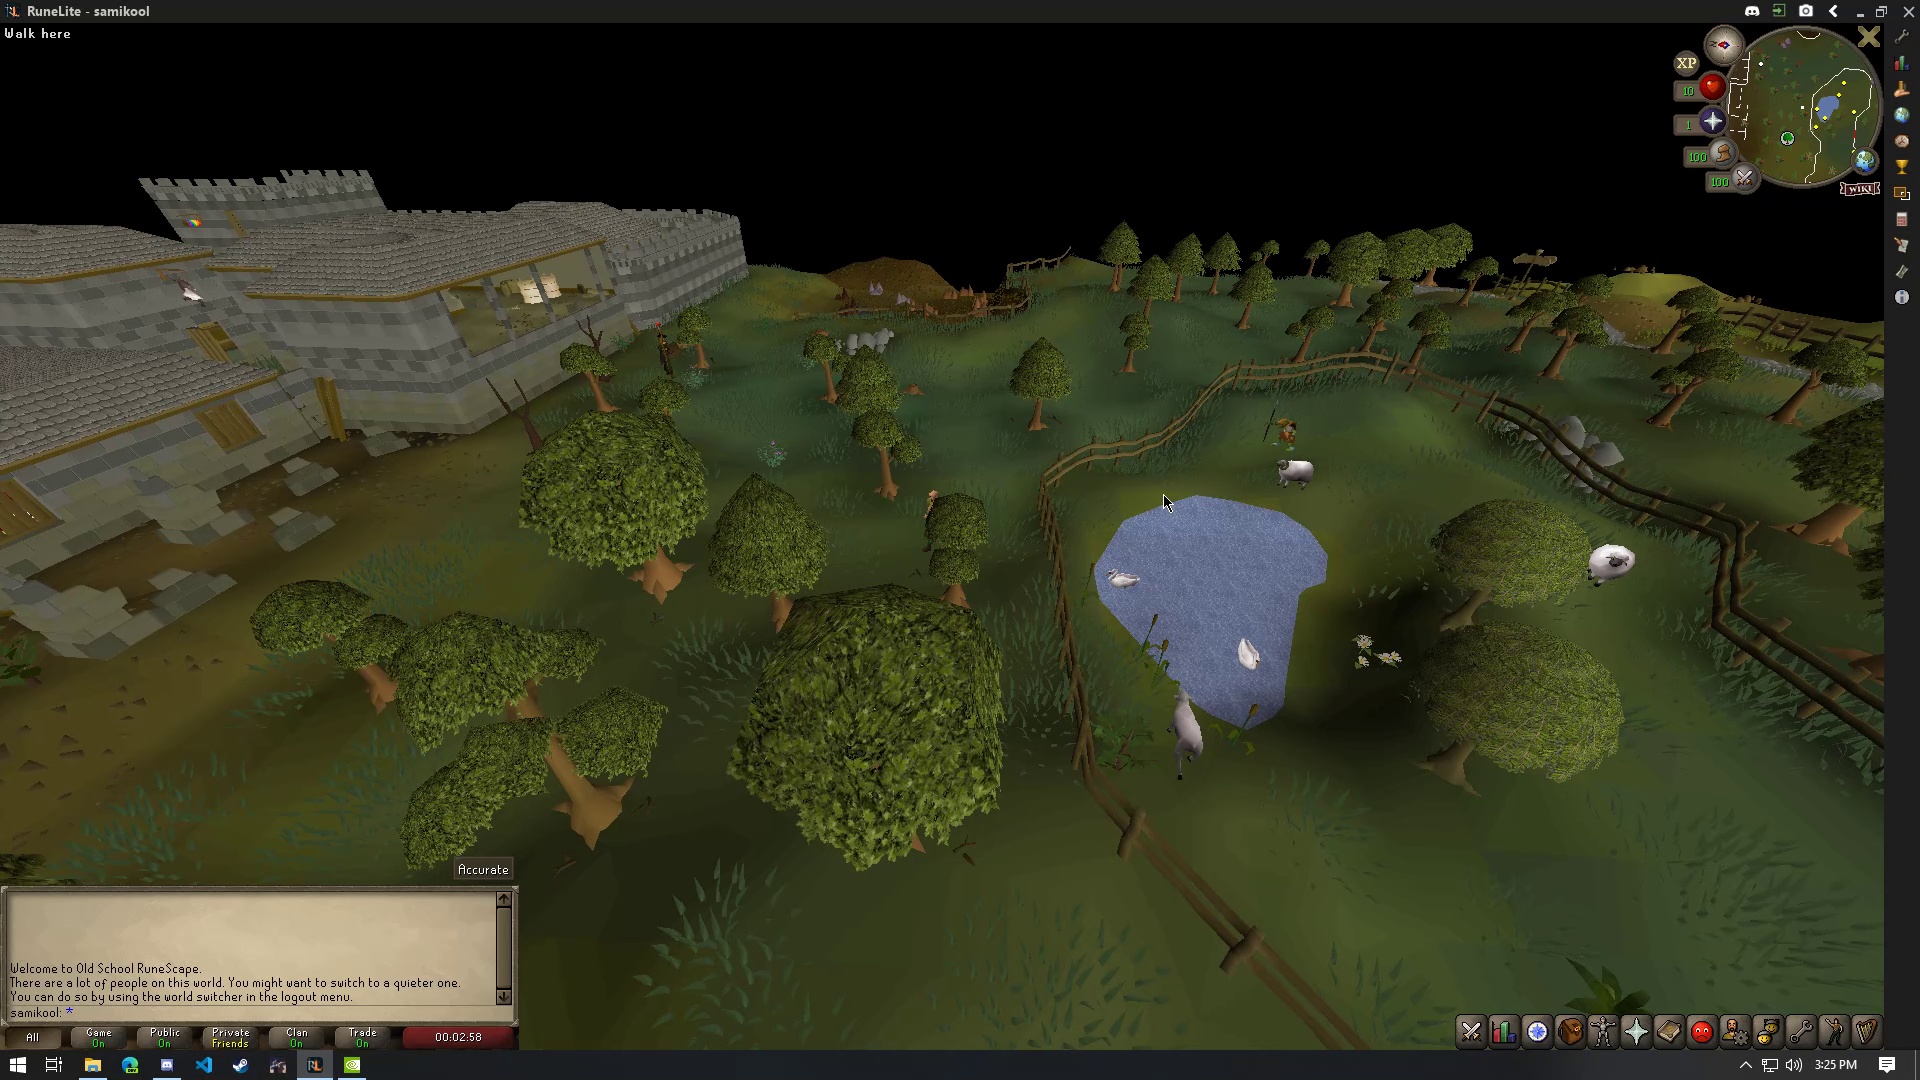 RuneLite - samikool
Walk here
XP
10
1
100
100
WIKI
Accurate
Welcome to Old School RuneScape.
There are a lot of people on this world. You might want to switch to a quieter one.
You can do so by using the world switcher in the logout menu.
samikool: *
All
Game
On
Public
On
Private
Friends
Clan
On
Trade
On
00:02:58
3:25 PM